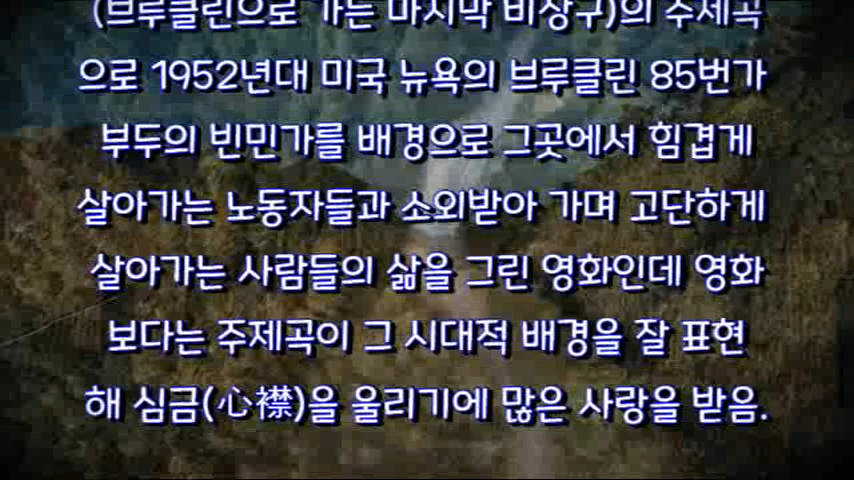 (브루클린으로 가는 마지막 비상구)의 주제곡
으로 1952년대 미국 뉴욕의 브루클린 85번가
부두의 빈민가를 배경으로 그곳에서 힘겹게
살아가는 노동자들과 소외받아 가며 고단하게
살아가는 사람들의 삶을 그린 영화인데 영화
보다는 주제곡이 그 시대적 배경을 잘 표현
해 심금(心襟)을 울리기에 많은 사랑을 받음.